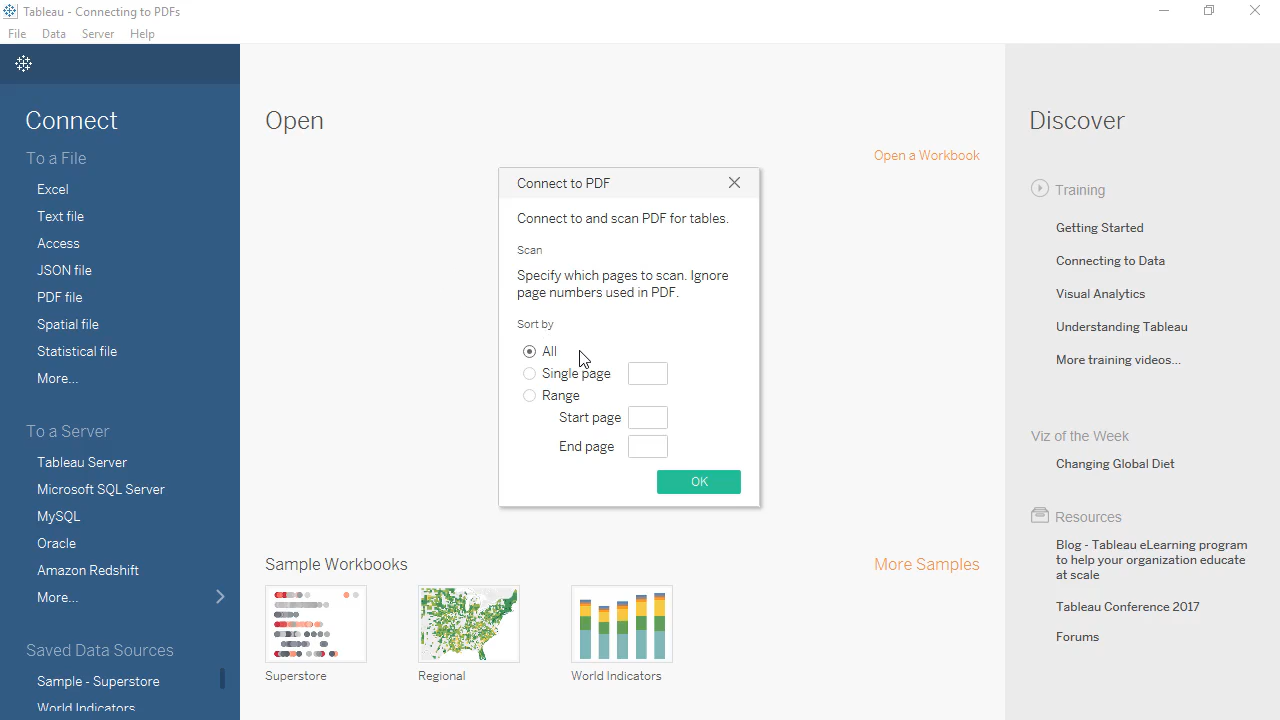 Tableau - Connecting to PDFs
File Data Server Help
Connect
To a File
Excel
Text file
Access
JSON file
PDF file
Spatial file
Statistical file
More...
To a Server
Tableau Server
Microsoft SQL Server
MySQL
Oracle
Amazon Redshift
More...
Saved Data Sources
Sample - Superstore
World Indicators
Open
Open a Workbook
Connect to PDF
Connect to and scan PDF for tables.
Scan
Specify which pages to scan. Ignore
page numbers used in PDF.
Sort by
All
Single page
Range
Start page
End page
OK
Sample Workbooks
More Samples
Superstore
Regional
World Indicators
Discover
Training
Getting Started
Connecting to Data
Visual Analytics
Understanding Tableau
More training videos...
Viz of the Week
Changing Global Diet
Resources
Blog - Tableau eLearning program
to help your organization educate
at scale
Tableau Conference 2017
Forums